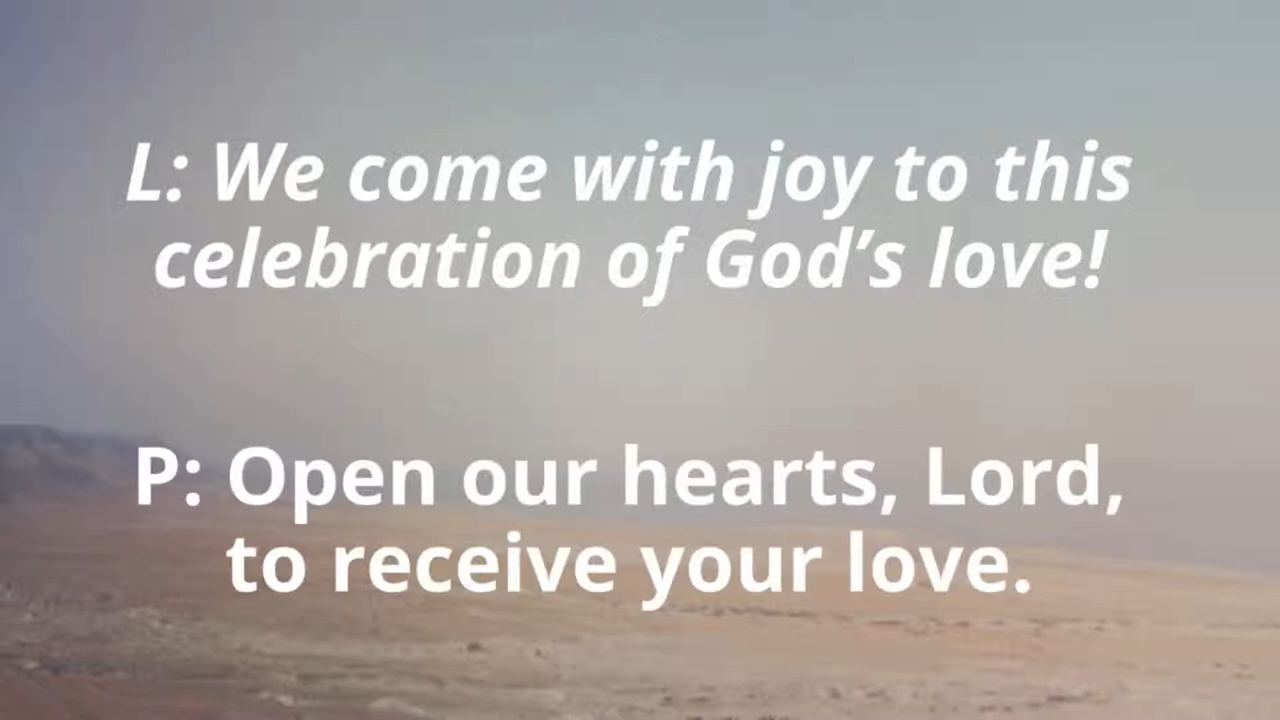 L: We come with joy to this
celebration of God’s love!
P: Open our hearts, Lord,
to receive your love.